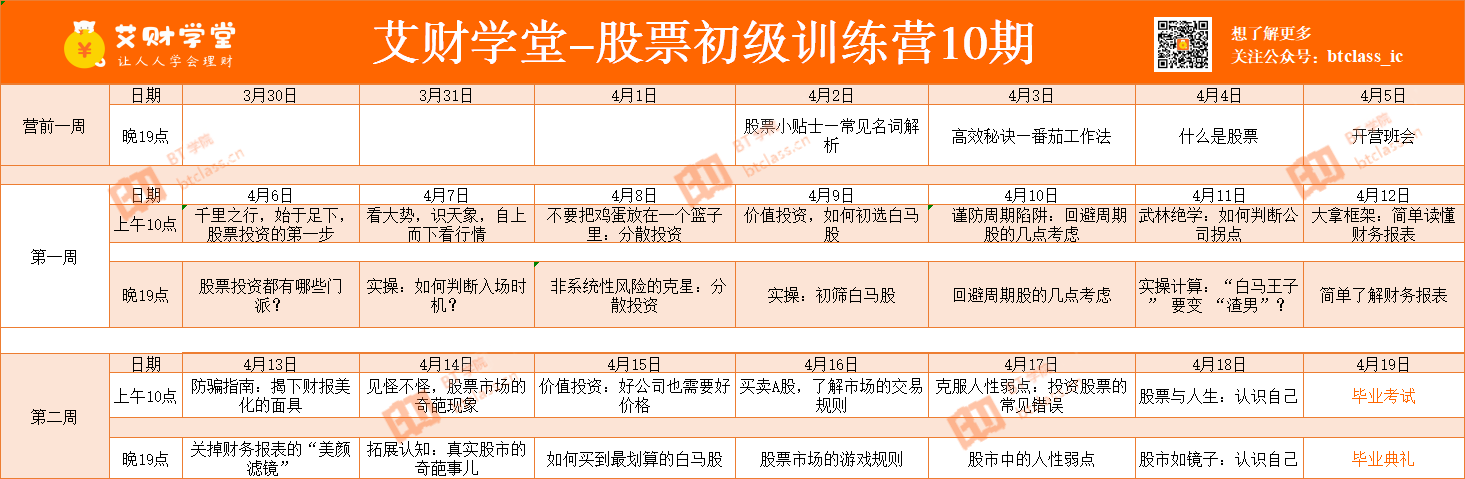 艾财学堂
让人人学会理财
艾财学堂-股票初级训练营10期
想了解更多
关注公众号：btclass_ic
营前一周
日期 3月30日 3月31日 4月1日 4月2日 4月3日 4月4日 4月5日
晚19点
股票小贴士一常见名词解
析
高效秘诀一番茄工作法
什么是股票
开营班会
第一周
日期 4月6日 4月7日 4月8日 4月9日 4月10日 4月11日 4月12日
上午10点
千里之行，始于足下，
股票投资的第一步
看大势，识天象，自上
而下看行情
不要把鸡蛋放在一个篮子
里：分散投资
价值投资，如何初选白马
股
谨防周期陷阱：回避周期
股的几点考虑
武林绝学：如何判断公
司拐点
大拿框架：简单读懂
财务报表
晚19点
股票投资都有哪些门
派？
实操：如何判断入场时
机？
非系统性风险的克星：分
散投资
实操：初筛白马股
回避周期股的几点考虑
实操计算：“白马王子
” 要变 “渣男”？
简单了解财务报表
第二周
日期 4月13日 4月14日 4月15日 4月16日 4月17日 4月18日 4月19日
上午10点
防骗指南：揭下财报美
化的面具
见怪不怪，股票市场的
奇葩现象
价值投资：好公司也需要好
价格
买卖A股，了解市场的交易
规则
克服人性弱点：投资股票的
常见错误
股票与人生：认识自己
毕业考试
晚19点
关掉财务报表的“美颜
滤镜”
拓展认知：真实股市的
奇葩事儿
如何买到最划算的白马股
股票市场的游戏规则
股市中的人性弱点
股市如镜子：认识自己
毕业典礼
BT学院
btclass.cn
BT学院
btclass.cn
BT学院
btclass.cn
BT学院
btclass.cn
BT学院
btclass.cn